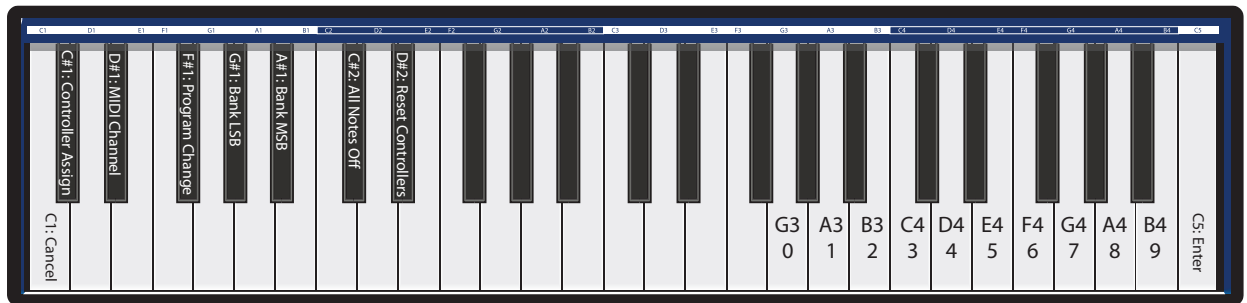 C1 D1 E1 F1 G1 A1 B1 C2 D2 E2 F2 G2 A2 B2 C3 D3 E3 F3 G3 A3 B3 C4 D4 E4 F4 G4 A4 B4 C5
C#1: Controller Assign
D#1: MIDI Channel
F#1: Program Change
G#1: Bank LSB
A#1: Bank MSB
C#2: All Notes Off
D#2: Reset Controllers
C1: Cancel
G3 A3 B3 C4 D4 E4 F4 G4 A4 B4
0 1 2 3 4 5 6 7 8 9
C5: Enter